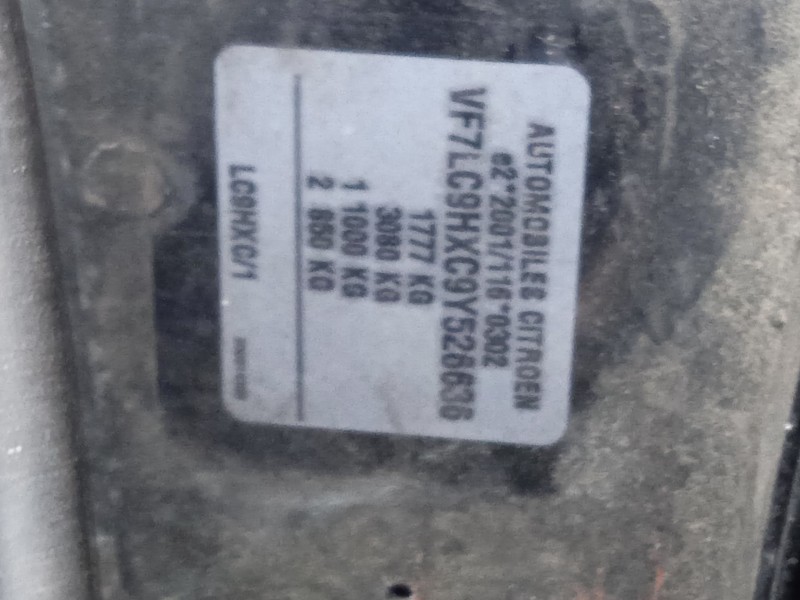 AUTOMOBILES CITROEN
e2*2001/116*0302
VF7LC9HXC9Y526636
1777 KG
3080 KG
1 1000 KG
2 860 KG
LC9HXC/1